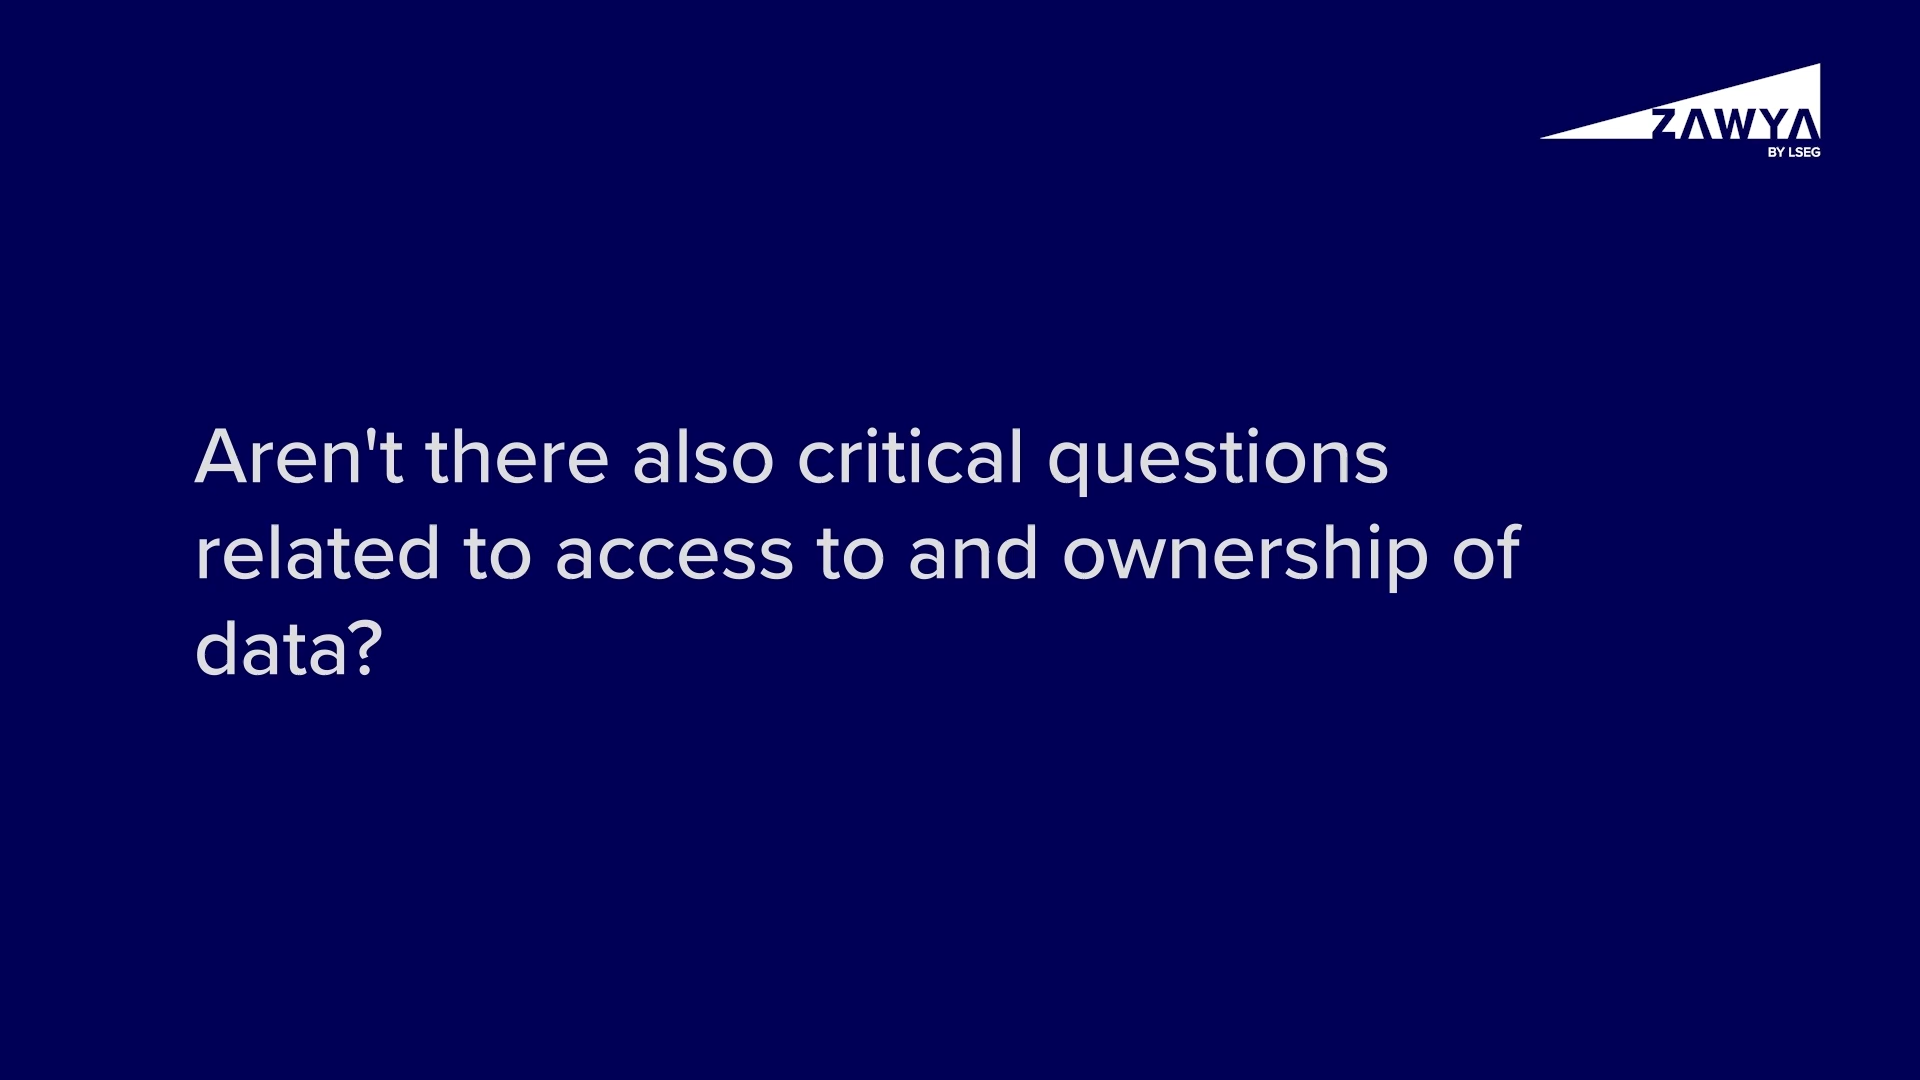 ZAWYA
BY LSEG
Aren't there also critical questions
related to access to and ownership of
data?